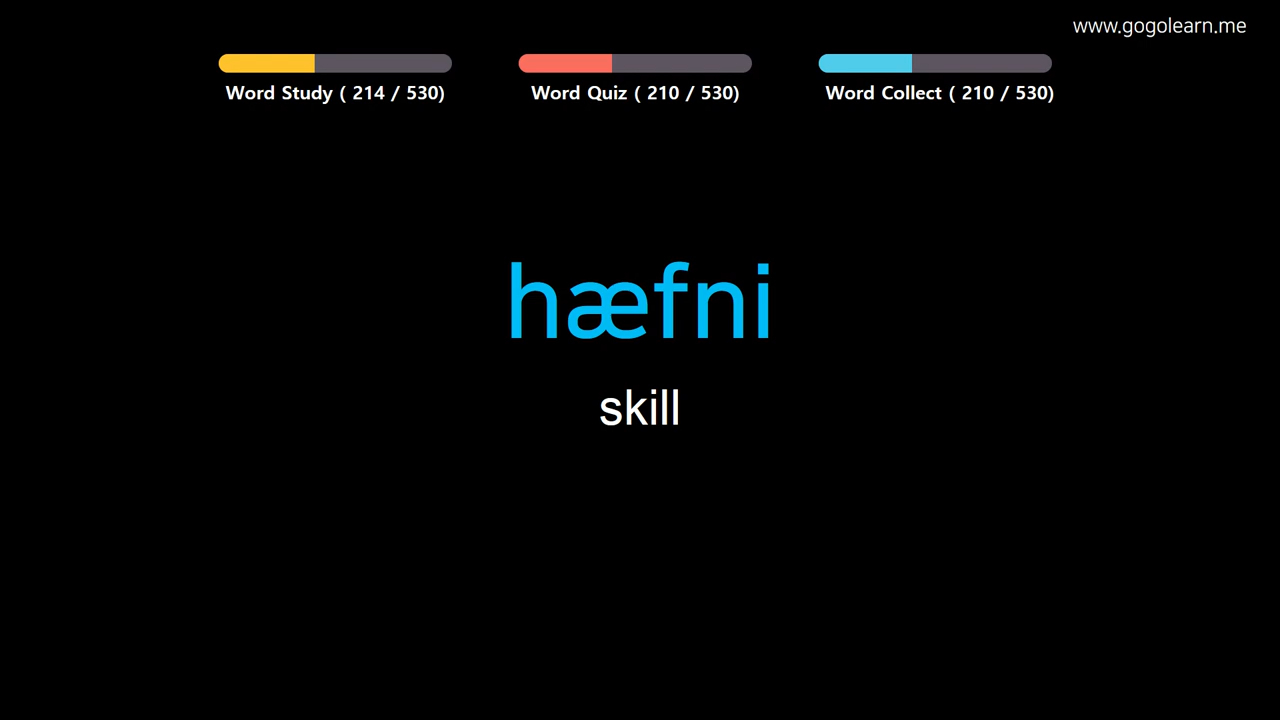 www.gogolearn.me
Word Study ( 214 / 530)
Word Quiz ( 210 / 530)
Word Collect ( 210 / 530)
hæfni
skill